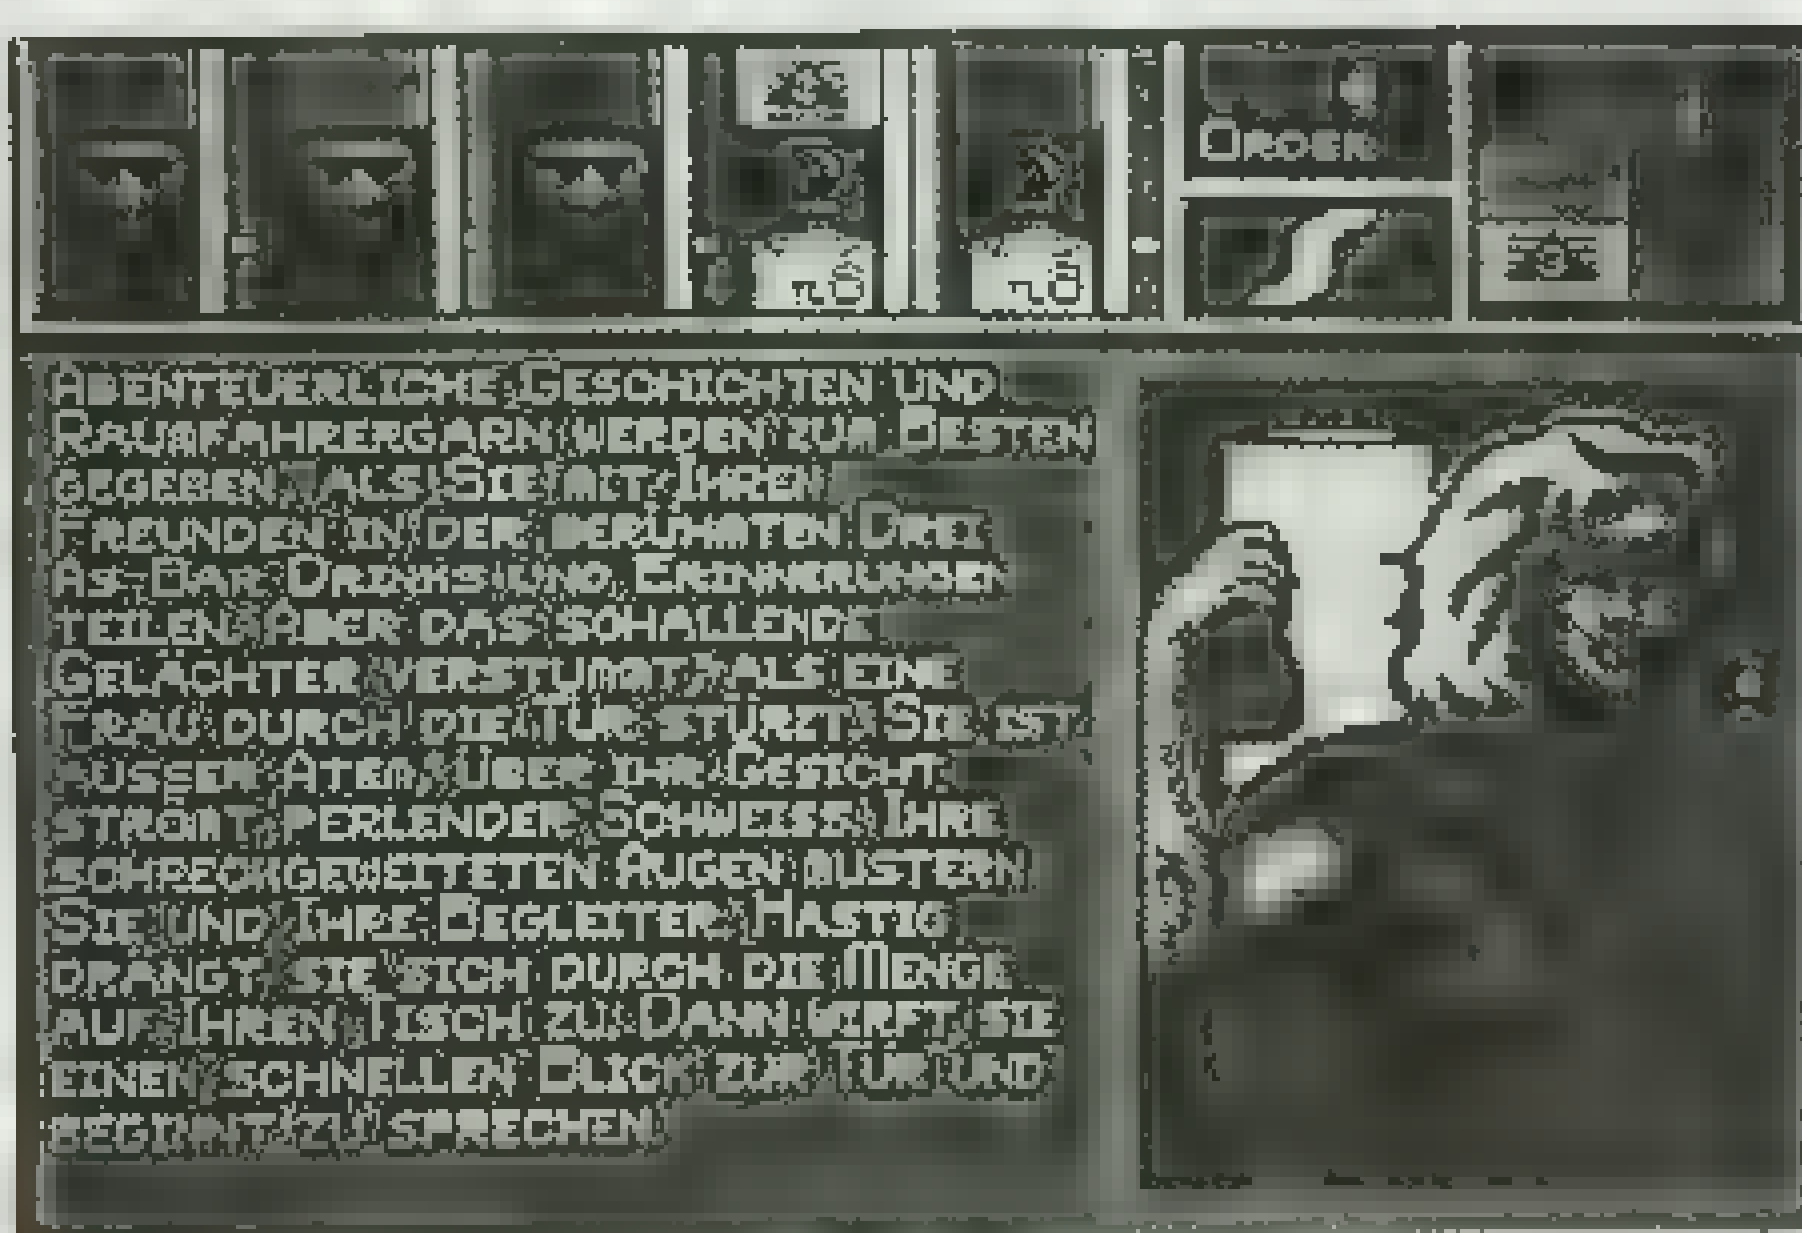 ORDER
ABENTEUERLICHE GESCHICHTEN UND
RAUMFAHRERGARN WERDEN ZUM BESTEN
GEGEBEN, ALS SIE MIT IHREN
FREUNDEN IN DER BERÜHMTEN DREI
AS-BAR DRINKS UND ERINNERUNGEN
TEILEN. ABER DAS SCHALLENDE
GELÄCHTER VERSTUMMT, ALS EINE
FRAU DURCH DIE TÜR STÜRZT. SIE IST
AUSSER ATEM. ÜBER IHR GESICHT
STRÖMT PERLENDER SCHWEISS. IHRE
SCHRECKGEWEITETEN AUGEN MUSTERN
SIE UND IHRE BEGLEITER. HASTIG
DRÄNGT SIE SICH DURCH DIE MENGE
AUF IHREN TISCH ZU. DANN WIRFT SIE
EINEN SCHNELLEN BLICK ZUR TÜR UND
BEGINNT ZU SPRECHEN.